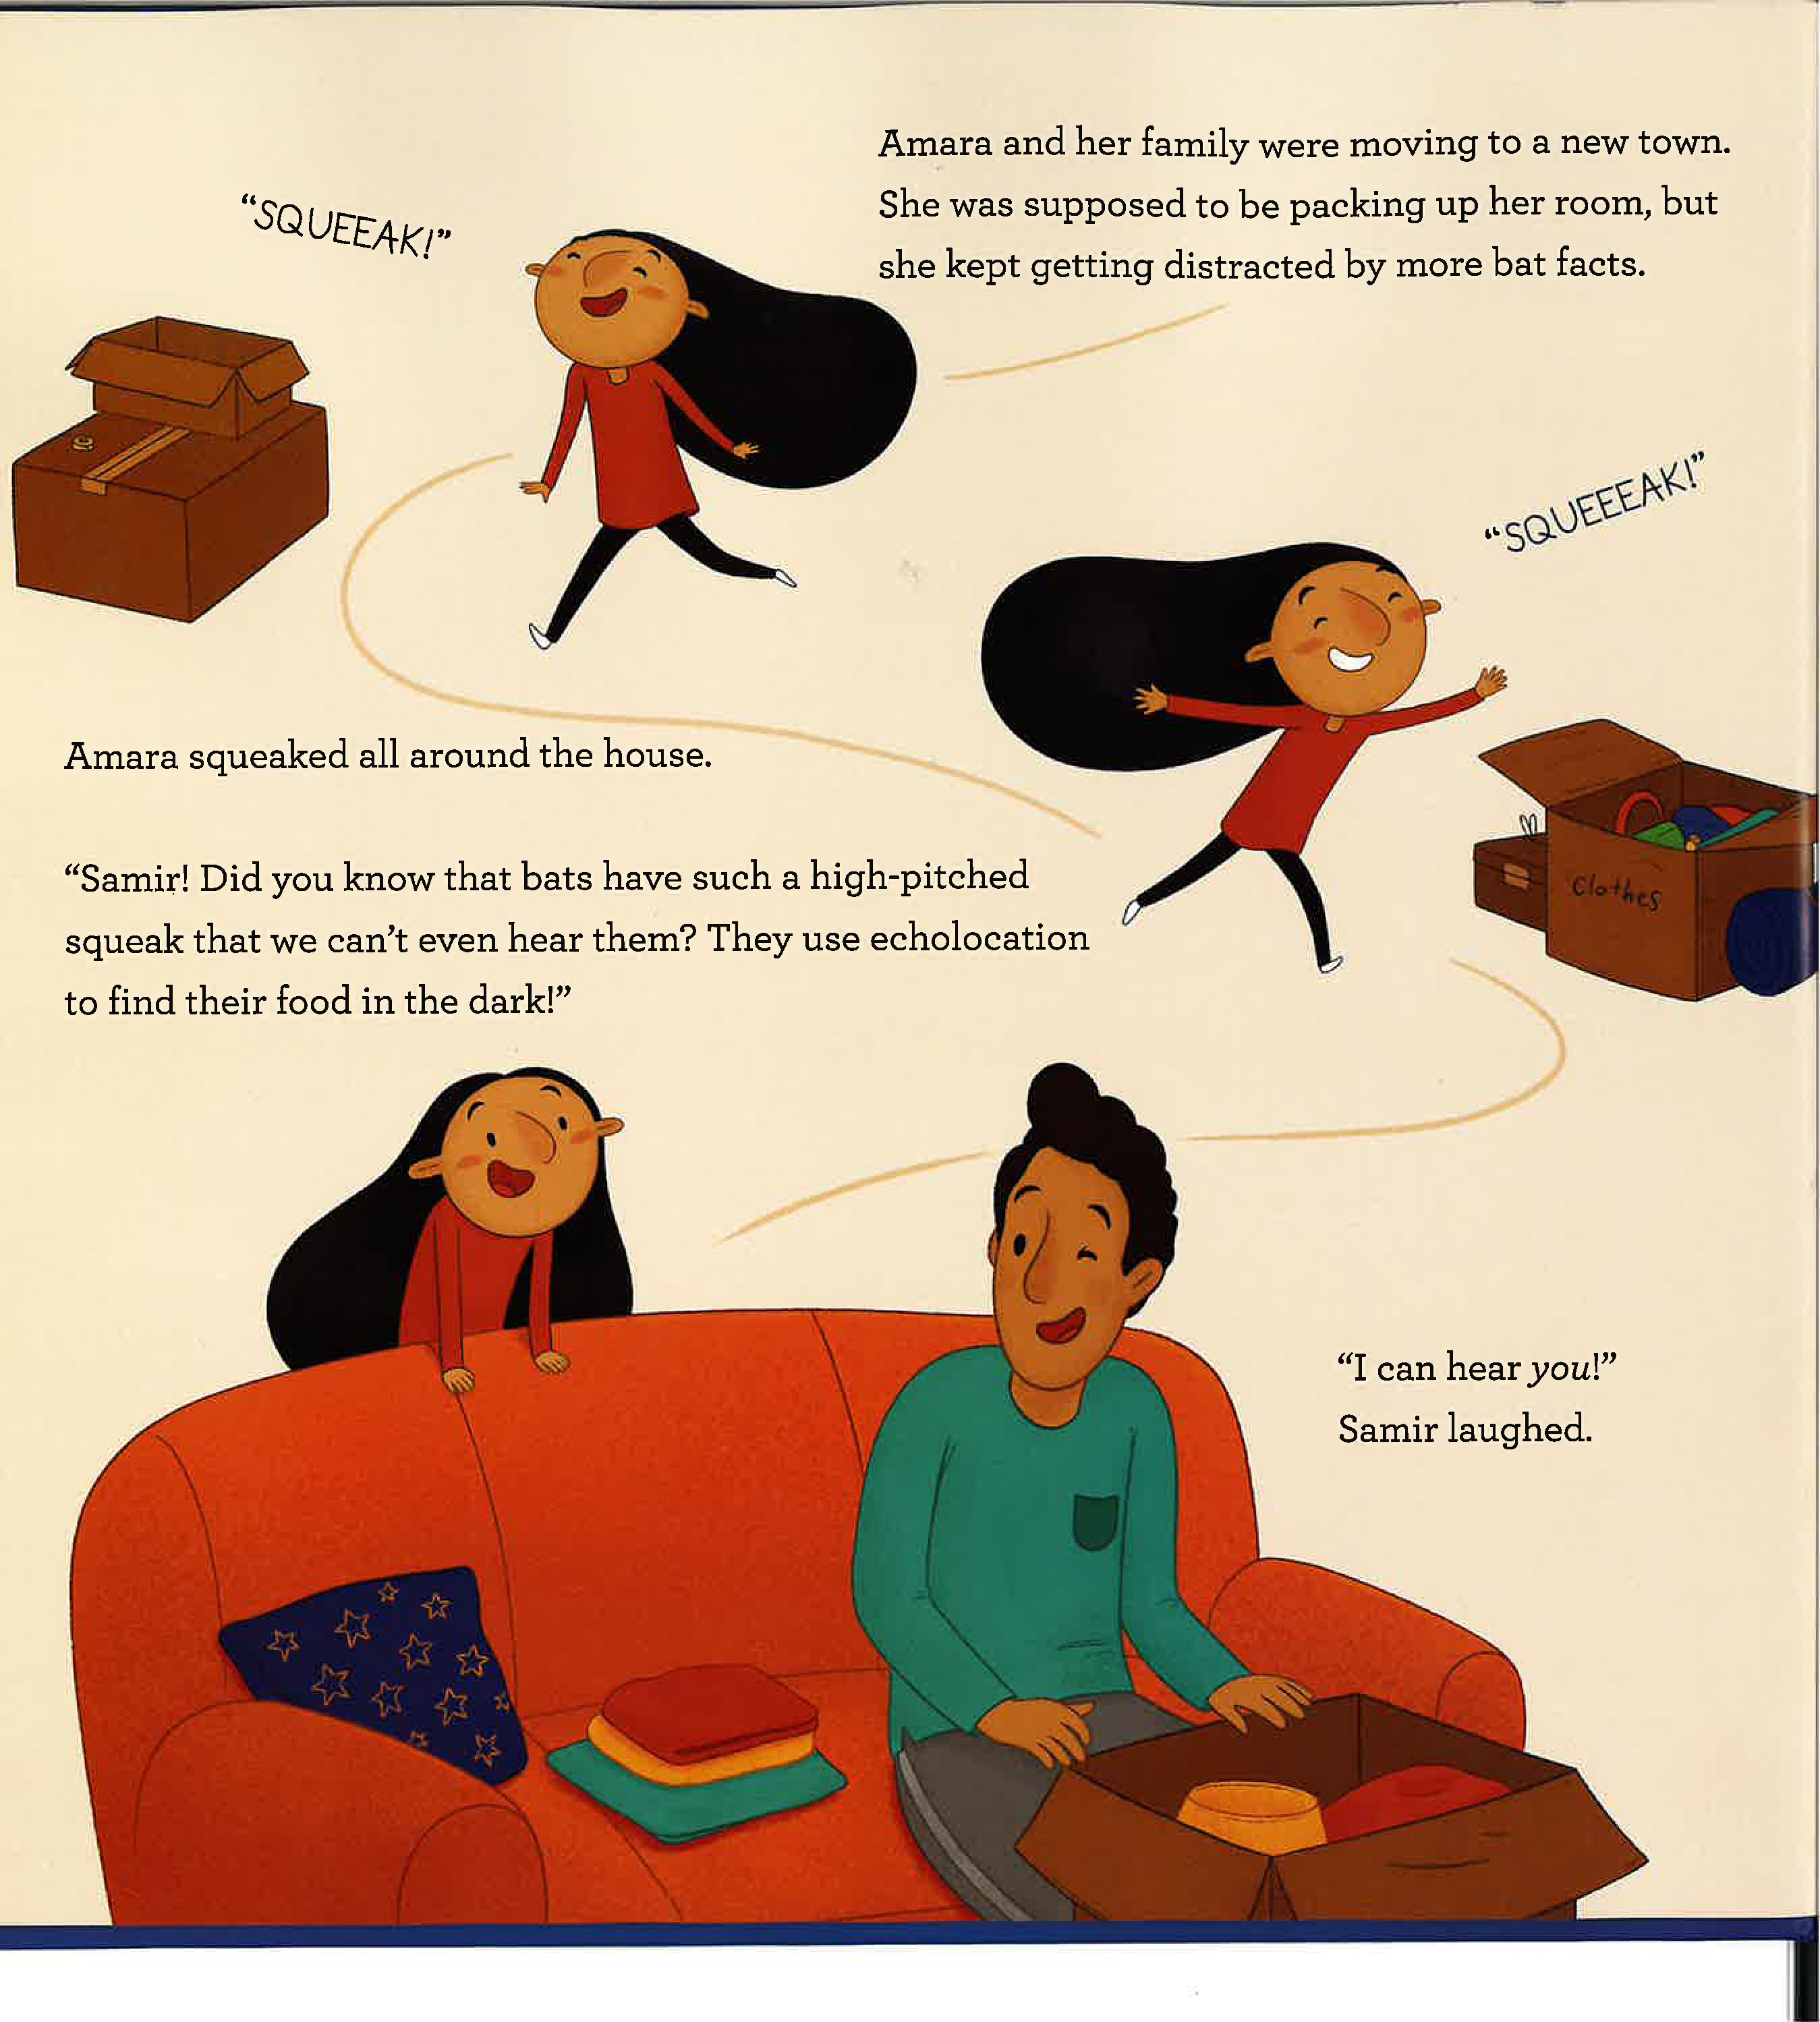 Amara and her family were moving to a new town.
She was supposed to be packing up her room, but
she kept getting distracted by more bat facts.
“SQUEEAK!”
“SQUEEEAK!”
Amara squeaked all around the house.
“Samir! Did you know that bats have such a high-pitched
squeak that we can’t even hear them? They use echolocation
to find their food in the dark!”
Clothes
“I can hear you!”
Samir laughed.